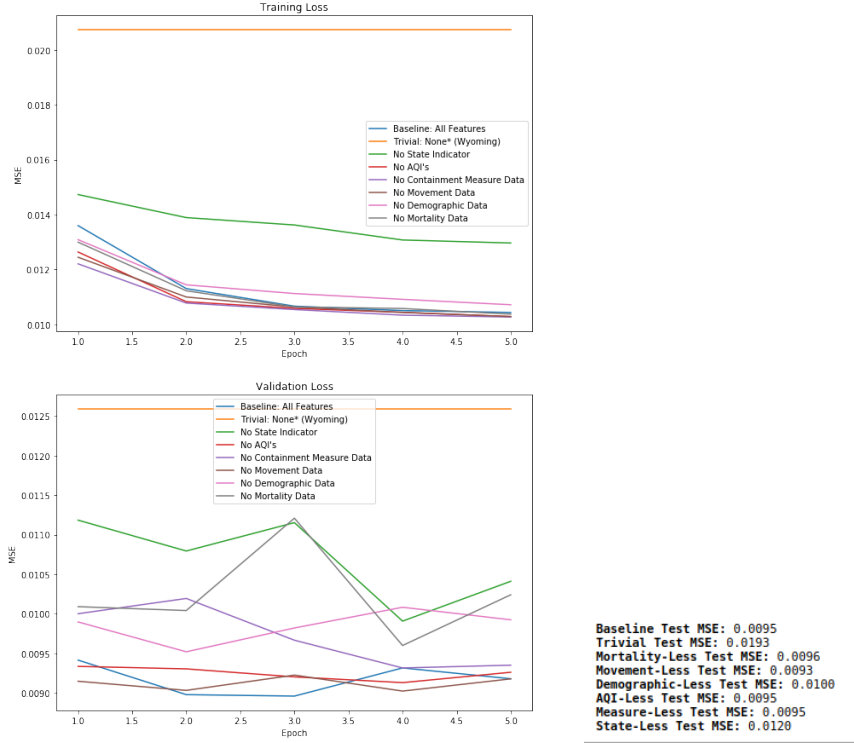 Training Loss
0.020
0.018
0.016
0.014
0.012
0.010
MSE
Baseline: All Features
Trivial: None* (Wyoming)
No State Indicator
No AQI's
No Containment Measure Data
No Movement Data
No Demographic Data
No Mortality Data
1.0 1.5 2.0 2.5 3.0 3.5 4.0 4.5 5.0
Epoch
Validation Loss
0.0125
0.0120
0.0115
0.0110
0.0105
0.0100
0.0095
0.0090
MSE
Baseline: All Features
Trivial: None* (Wyoming)
No State Indicator
No AQI's
No Containment Measure Data
No Movement Data
No Demographic Data
No Mortality Data
1.0 1.5 2.0 2.5 3.0 3.5 4.0 4.5 5.0
Epoch
Baseline Test MSE: 0.0095
Trivial Test MSE: 0.0193
Mortality-Less Test MSE: 0.0096
Movement-Less Test MSE: 0.0093
Demographic-Less Test MSE: 0.0100
AQI-Less Test MSE: 0.0095
Measure-Less Test MSE: 0.0095
State-Less Test MSE: 0.0120